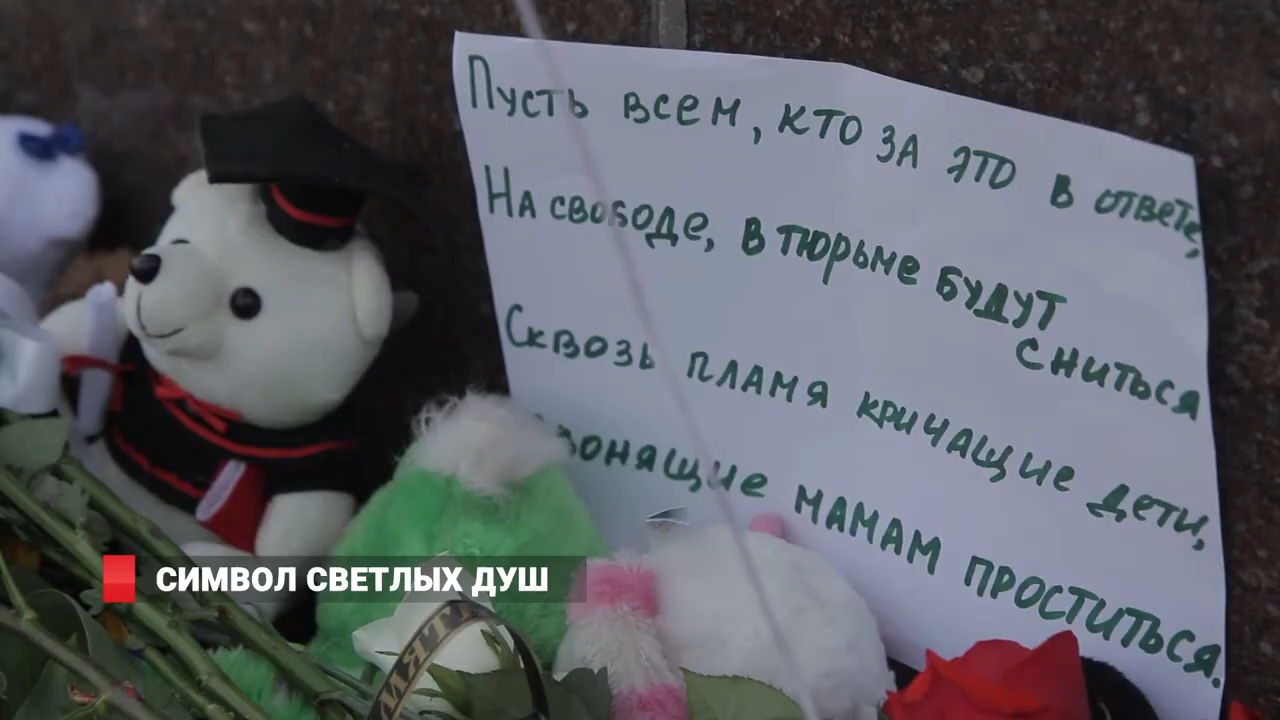 Пусть всем, кто за это в ответе,
На свободе, в тюрьме будут
сниться
Сквозь пламя кричащие дети,
Звонящие мамам проститься.
СИМВОЛ СВЕТЛЫХ ДУШ